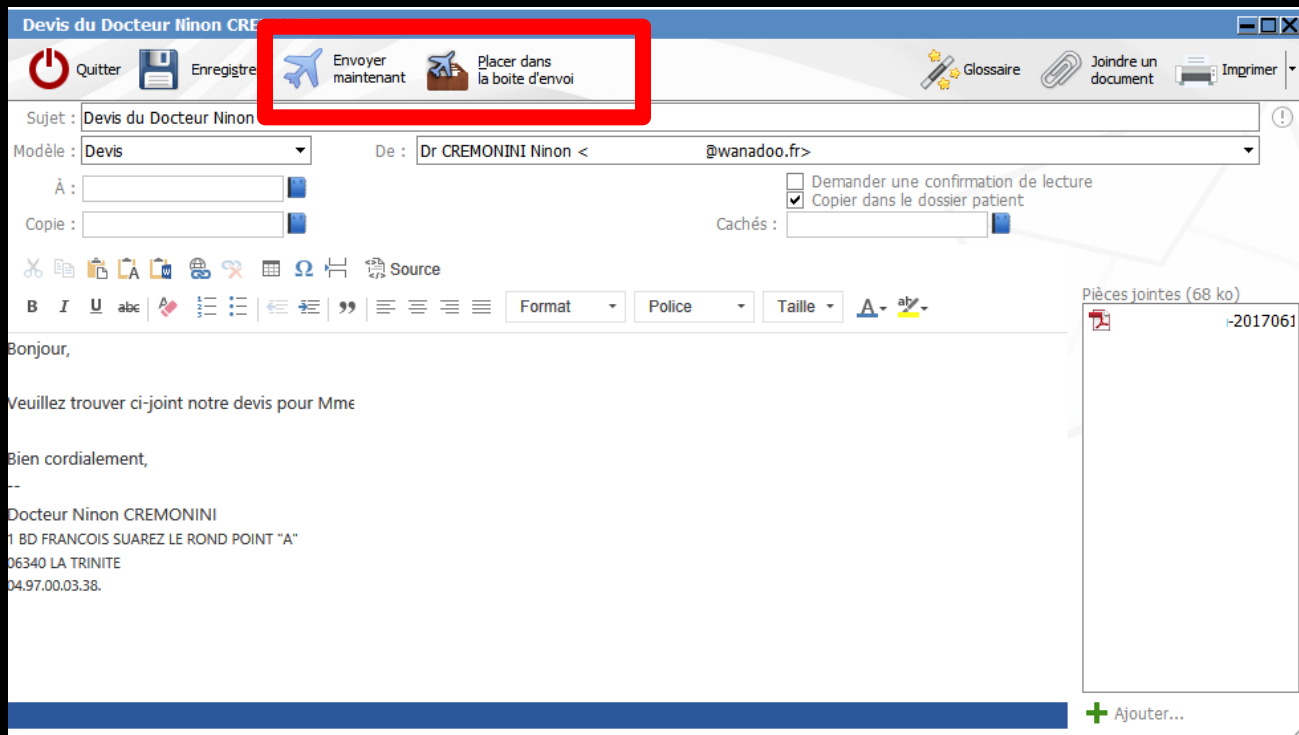 Devis du Docteur Ninon CRE
Quitter
Enregistre
Envoyer
maintenant
Placer dans
la boite d'envoi
Glossaire
Joindre un
document
Imprimer
Sujet : Devis du Docteur Ninon
Modèle : Devis
De : Dr CREMONINI Ninon < @wanadoo.fr>
À :
Demander une confirmation de lecture
Copier dans le dossier patient
Copie :
Cachés :
Source
B I U abc
Format
Police
Taille
Pièces jointes (68 ko)
-2017061
Bonjour,
Veuillez trouver ci-joint notre devis pour Mme
Bien cordialement,
--
Docteur Ninon CREMONINI
1 BD FRANCOIS SUAREZ LE ROND POINT "A"
06340 LA TRINITE
04.97.00.03.38.
Ajouter...